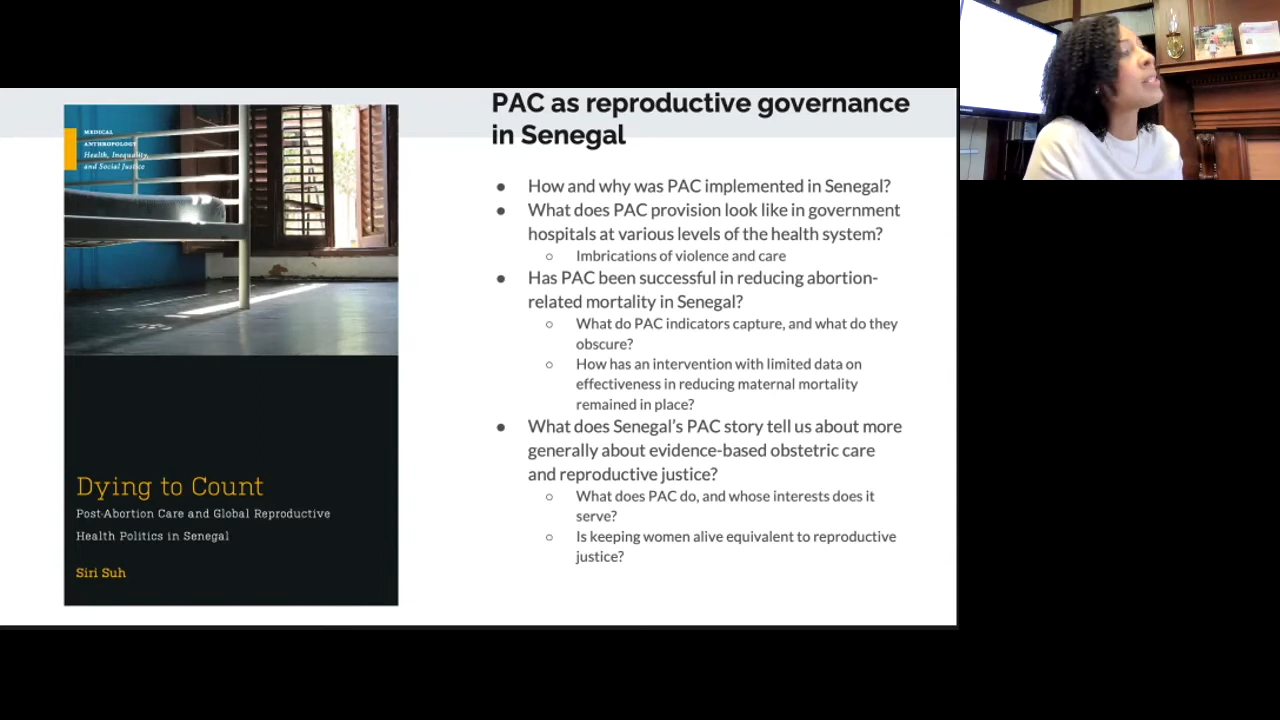 MEDICAL
ANTHROPOLOGY
Health, Inequality,
and Social Justice
Dying to Count
Post-Abortion Care and Global Reproductive
Health Politics in Senegal
Siri Suh
PAC as reproductive governance
in Senegal
● How and why was PAC implemented in Senegal?
● What does PAC provision look like in government
hospitals at various levels of the health system?
○ Imbrications of violence and care
● Has PAC been successful in reducing abortion-
related mortality in Senegal?
○ What do PAC indicators capture, and what do they
obscure?
○ How has an intervention with limited data on
effectiveness in reducing maternal mortality
remained in place?
● What does Senegal’s PAC story tell us about more
generally about evidence-based obstetric care
and reproductive justice?
○ What does PAC do, and whose interests does it
serve?
○ Is keeping women alive equivalent to reproductive
justice?